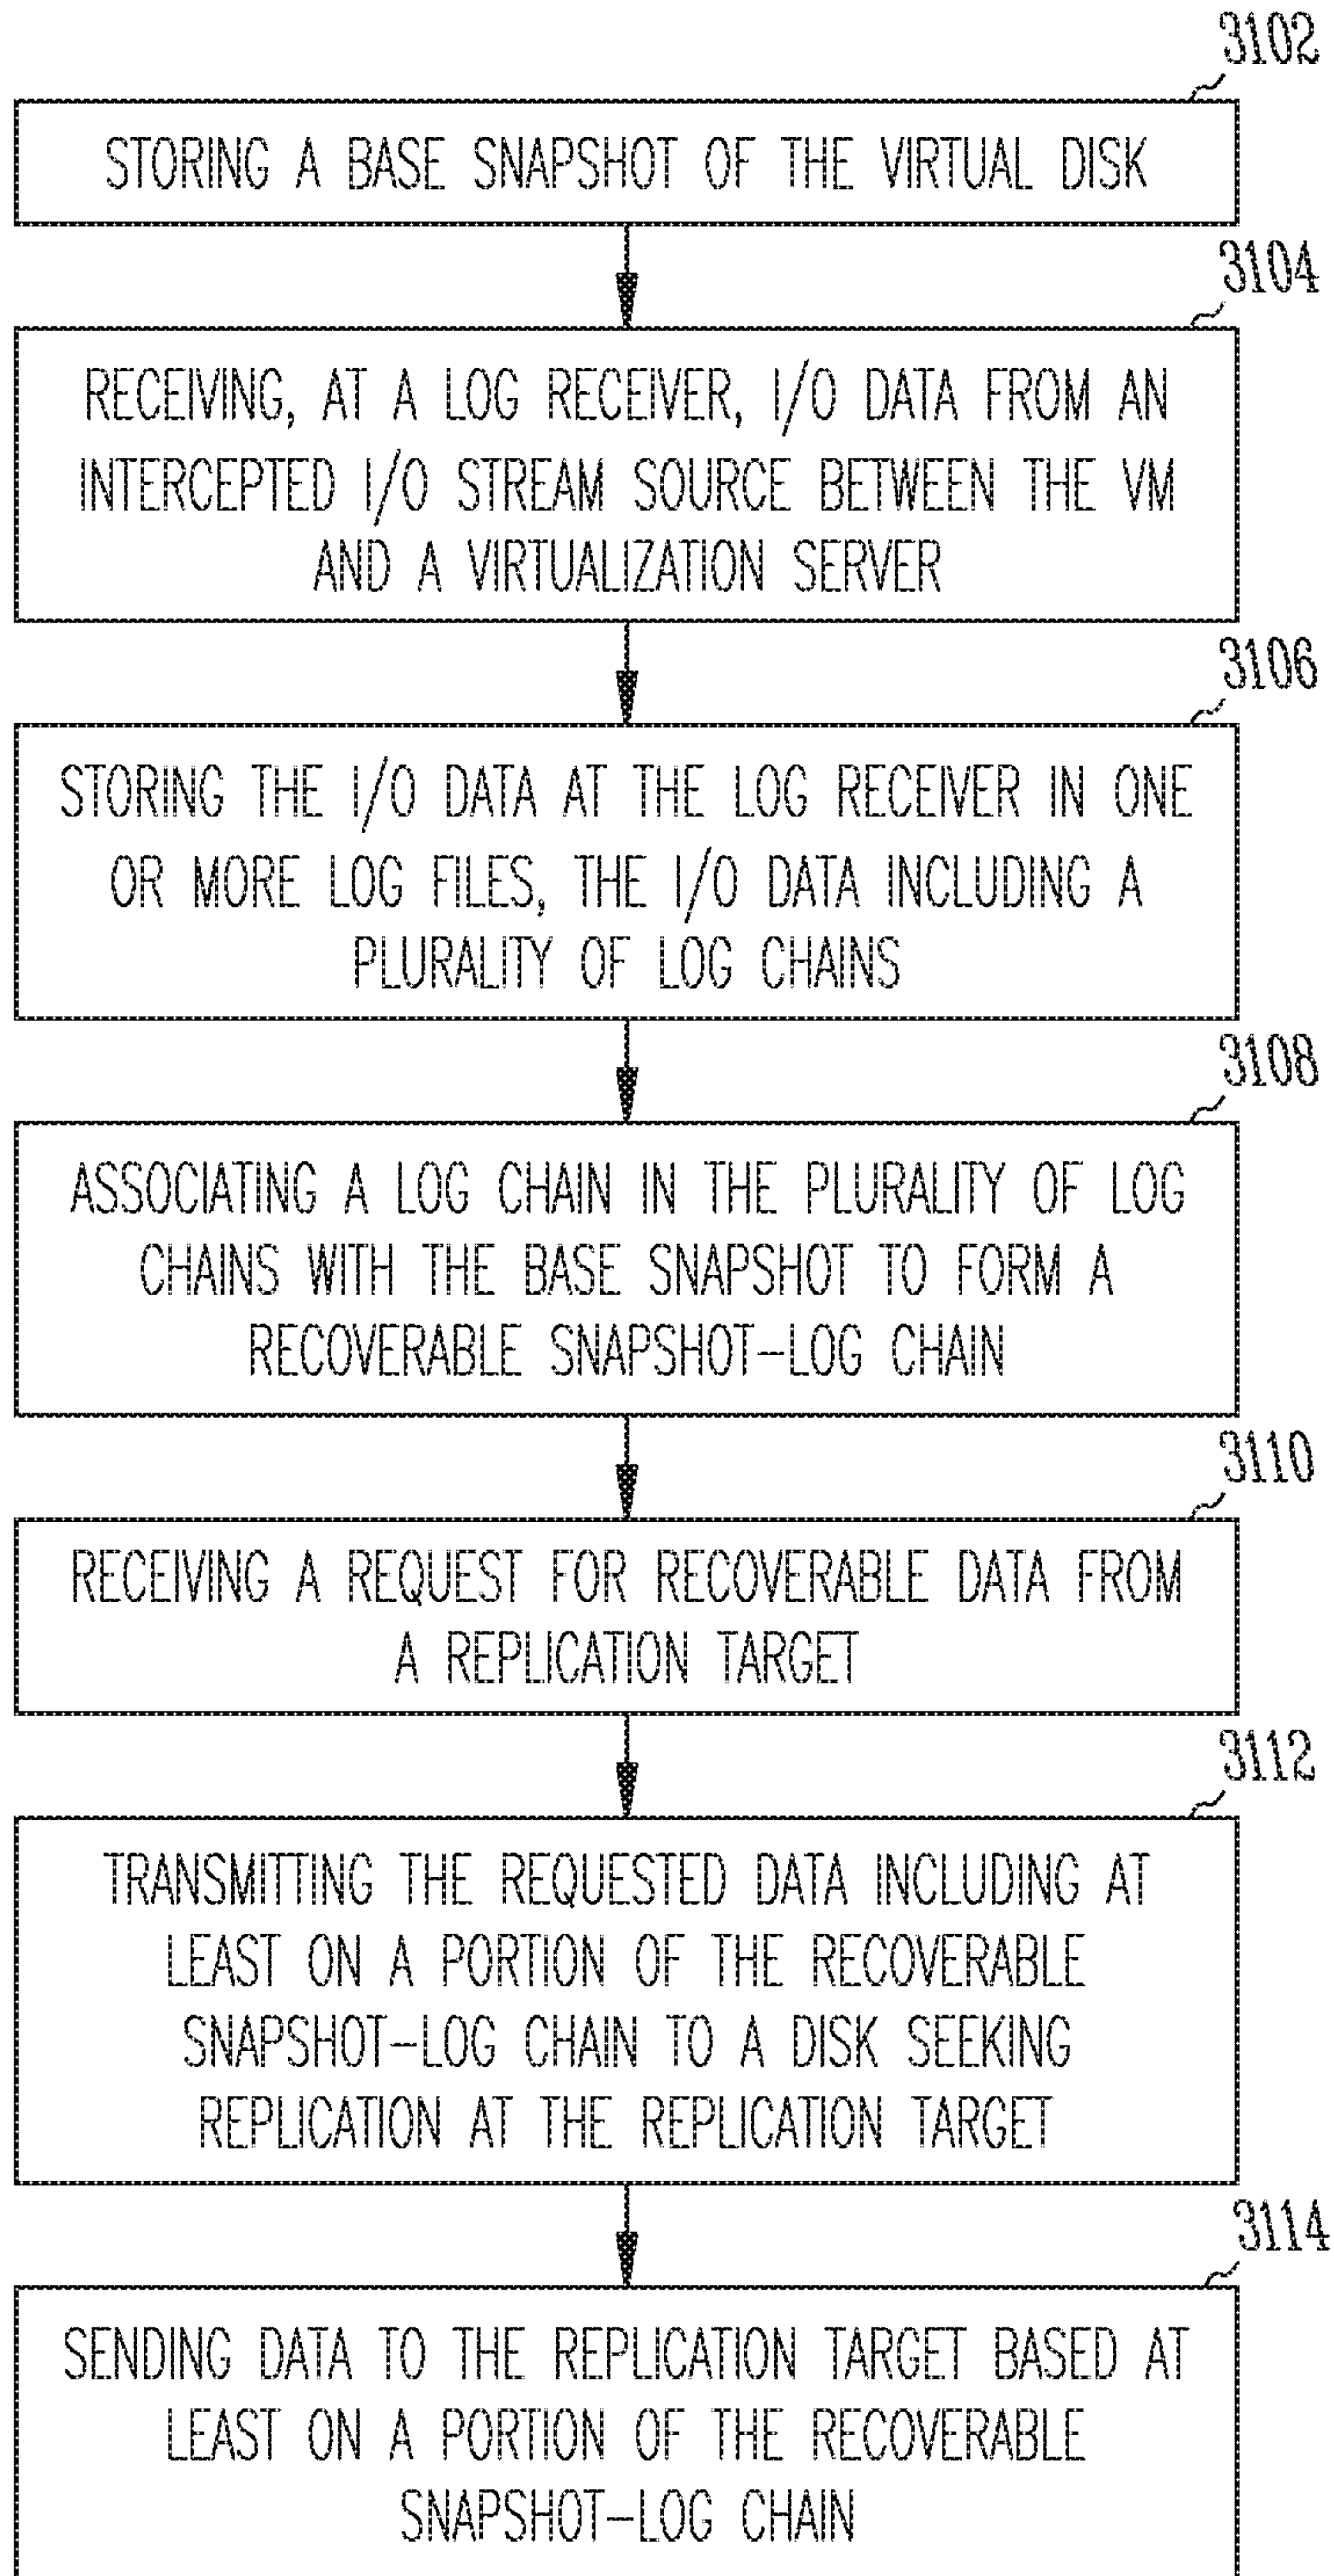 3102
STORING A BASE SNAPSHOT OF THE VIRTUAL DISK
3104
RECEIVING, AT A LOG RECEIVER, I/O DATA FROM AN
INTERCEPTED I/O STREAM SOURCE BETWEEN THE VM
AND A VIRTUALIZATION SERVER
3106
STORING THE I/O DATA AT THE LOG RECEIVER IN ONE
OR MORE LOG FILES, THE I/O DATA INCLUDING A
PLURALITY OF LOG CHAINS
3108
ASSOCIATING A LOG CHAIN IN THE PLURALITY OF LOG
CHAINS WITH THE BASE SNAPSHOT TO FORM A
RECOVERABLE SNAPSHOT-LOG CHAIN
3110
RECEIVING A REQUEST FOR RECOVERABLE DATA FROM
A REPLICATION TARGET
3112
TRANSMITTING THE REQUESTED DATA INCLUDING AT
LEAST ON A PORTION OF THE RECOVERABLE
SNAPSHOT-LOG CHAIN TO A DISK SEEKING
REPLICATION AT THE REPLICATION TARGET
3114
SENDING DATA TO THE REPLICATION TARGET BASED AT
LEAST ON A PORTION OF THE RECOVERABLE
SNAPSHOT-LOG CHAIN